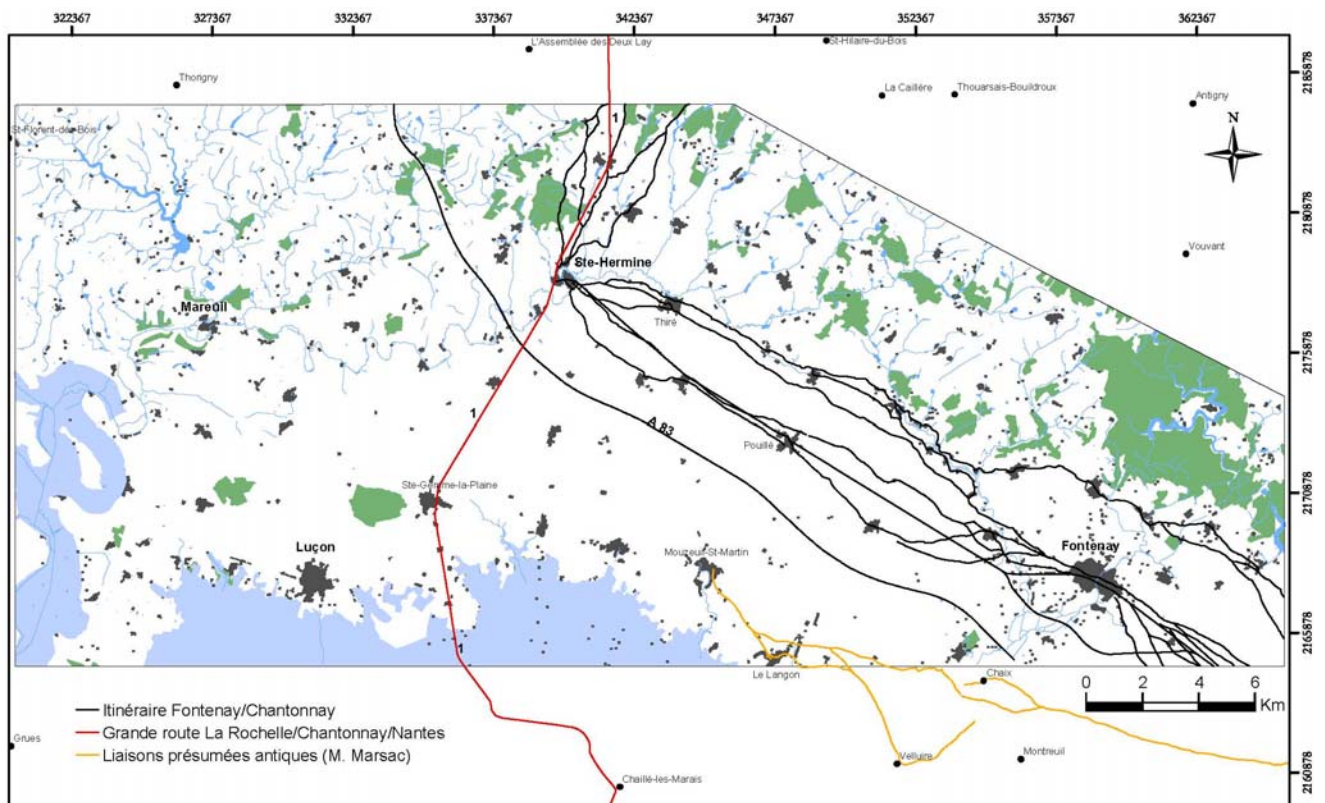 322367 327367 332367 337367 342367 347367 352367 357367 362367
L'Assemblée des Deux Lay
St-Hilaire-du-Bois
2185878
Thorigny
La Caillère
Thouarsais-Bouildroux
Antigny
1
N
St-Florent-des-Bois
2180878
Vouvant
Ste-Hermine
Mareuil
Thiré
2175878
1
A 83
Pouillé
Ste-Gemme-la-Plaine
2170878
Luçon
Mouzeuil-St-Martin
Fontenay
1
2165878
Le Langon
Chaix
0 2 4 6
Km
Itinéraire Fontenay/Chantonnay
Grande route La Rochelle/Chantonnay/Nantes
Liaisons présumées antiques (M. Marsac)
Grues
Velluire
Montreuil
2160878
Chaillé-les-Marais